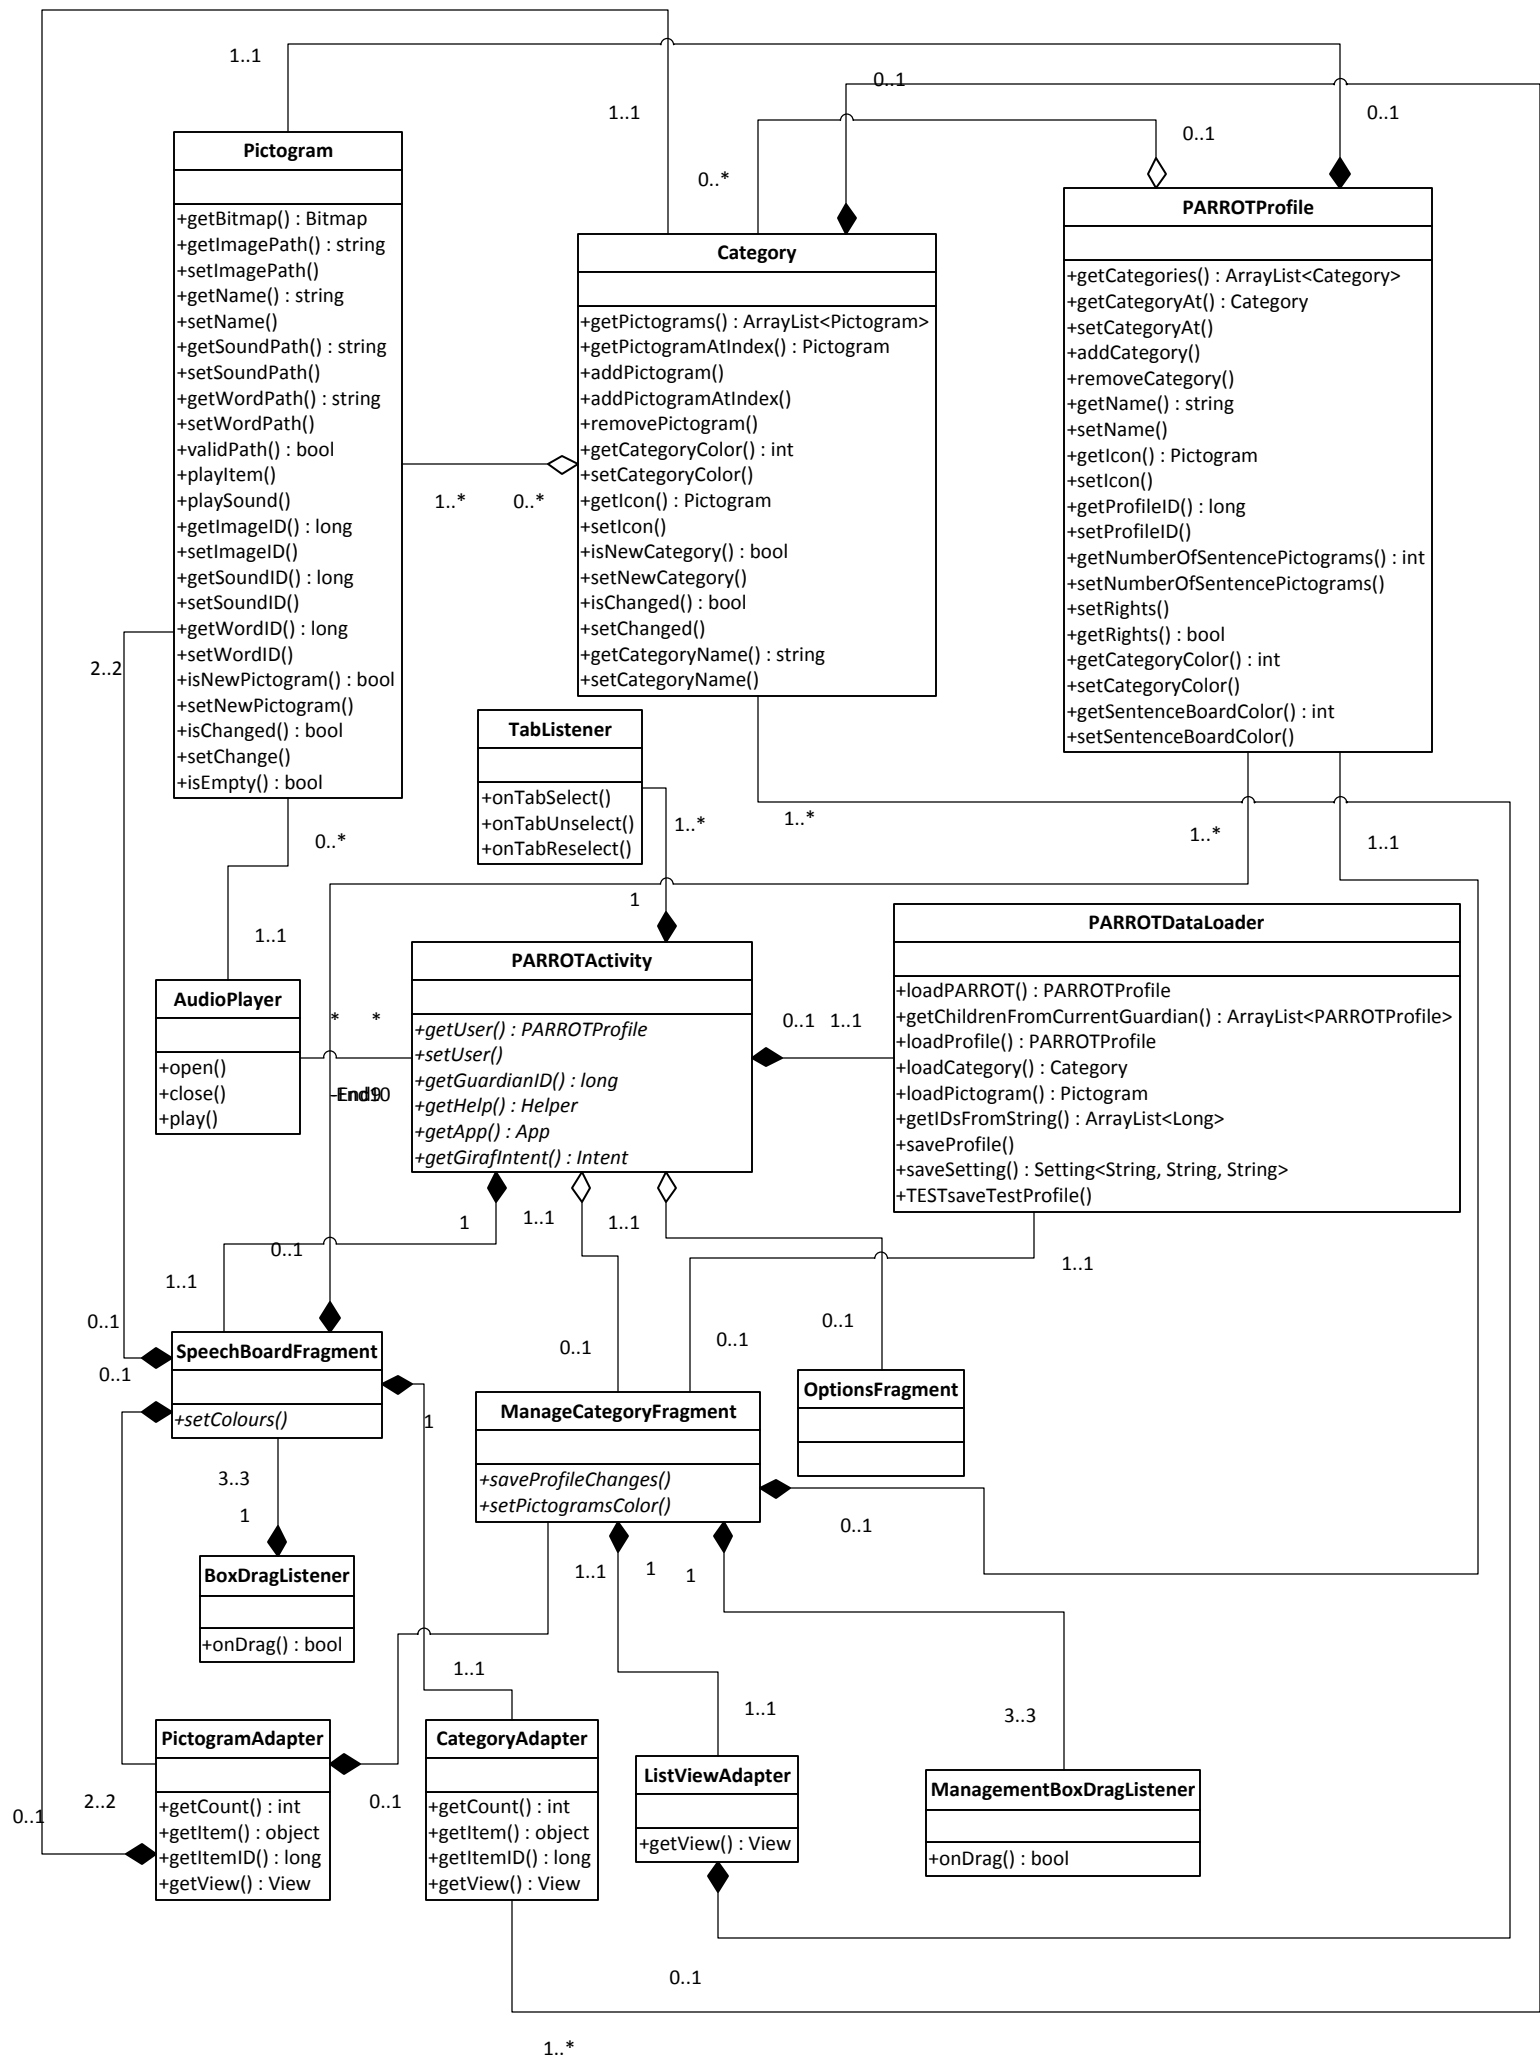 1..1
0..1
1..1
0..1
0..1
0..*
Pictogram
+getBitmap() : Bitmap
+getImagePath() : string
+setImagePath()
+getName() : string
+setName()
+getSoundPath() : string
+setSoundPath()
+getWordPath() : string
+setWordPath()
+validPath() : bool
+playItem()
+playSound()
+getImageID() : long
+setImageID()
+getSoundID() : long
+setSoundID()
+getWordID() : long
+setWordID()
+isNewPictogram() : bool
+setNewPictogram()
+isChanged() : bool
+setChange()
+isEmpty() : bool
1..*
0..*
Category
+getPictograms() : ArrayList<Pictogram>
+getPictogramAtIndex() : Pictogram
+addPictogram()
+addPictogramAtIndex()
+removePictogram()
+getCategoryColor() : int
+setCategoryColor()
+getIcon() : Pictogram
+setIcon()
+isNewCategory() : bool
+setNewCategory()
+isChanged() : bool
+setChanged()
+getCategoryName() : string
+setCategoryName()
PARROTProfile
+getCategories() : ArrayList<Category>
+getCategoryAt() : Category
+setCategoryAt()
+addCategory()
+removeCategory()
+getName() : string
+setName()
+getIcon() : Pictogram
+setIcon()
+getProfileID() : long
+setProfileID()
+getNumberOfSentencePictograms() : int
+setNumberOfSentencePictograms()
+setRights()
+getRights() : bool
+getCategoryColor() : int
+setCategoryColor()
+getSentenceBoardColor() : int
+setSentenceBoardColor()
2..2
TabListener
+onTabSelect()
+onTabUnselect()
+onTabReselect()
0..*
1..*
1..*
1..*
1..1
1
1..1
AudioPlayer
+open()
+close()
+play()
*
*
PARROTActivity
+getUser() : PARROTProfile
+setUser()
+getGuardianID() : long
+getHelp() : Helper
+getApp() : App
+getGirafIntent() : Intent
0..1
1..1
PARROTDataLoader
+loadPARROT() : PARROTProfile
+getChildrenFromCurrentGuardian() : ArrayList<PARROTProfile>
+loadProfile() : PARROTProfile
+loadCategory() : Category
+loadPictogram() : Pictogram
+getIDsFromString() : ArrayList<Long>
+saveProfile()
+saveSetting() : Setting<String, String, String>
+TESTsaveTestProfile()
1
1..1
1..1
0..1
1..1
1..1
0..1
0..1
0..1
0..1
0..1
SpeechBoardFragment
+setColours()
1
ManageCategoryFragment
+saveProfileChanges()
+setPictogramsColor()
OptionsFragment
3..3
1
0..1
BoxDragListener
+onDrag() : bool
1..1
1
1
1..1
1..1
3..3
PictogramAdapter
+getCount() : int
+getItem() : object
+getItemID() : long
+getView() : View
2..2
0..1
0..1
CategoryAdapter
+getCount() : int
+getItem() : object
+getItemID() : long
+getView() : View
ListViewAdapter
+getView() : View
ManagementBoxDragListener
+onDrag() : bool
0..1
1..*